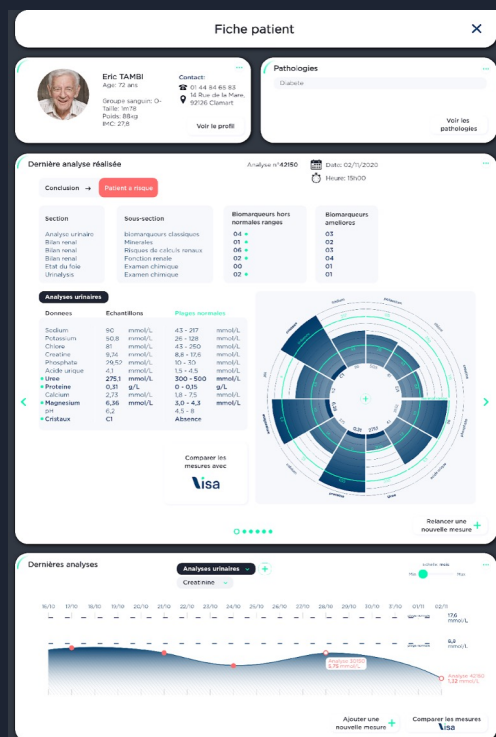 Fiche patient
Eric TAMBI
Age: 72 ans
Groupe sanguin: O-
Taille: 1m78
Poids: 88kg
IMC: 27,8
Contact:
01 44 64 65 83
14 Rue de la Mare,
92126 Clamart
Voir le profil
Pathologies
Diabete
Voir les
pathologies
Dernière analyse réalisée
Analyse n°42150
Date: 02/11/2020
Heure: 15h00
Conclusion → Patient a risque
Section Sous-section Biomarqueurs hors normales ranges Biomarqueurs ameliores
Analyse urinaire biomarqueurs classiques 04 03
Bilan renal Minerales 01 02
Bilan renal Risques de calculs renaux 06 03
Bilan renal Fonction renale 02 04
Etat du foie Examen chimique 00 01
Urinalysis Examen chimique 02 01
Analyses urinaires
Donnees Echantillons Plages normales
Sodium 90 mmol/L 43 - 217 mmol/L
Potassium 50,8 mmol/L 26 - 128 mmol/L
Chlore 81 mmol/L 43 - 250 mmol/L
Creatine 9,74 mmol/L 8,8 - 17,6 mmol/L
Phosphate 29,52 mmol/L 10 - 30 mmol/L
Acide unique 4,1 mmol/L 1,5 - 4,5 mmol/L
Uree 275,1 mmol/L 300 - 500 mmol/L
Proteine 0,31 g/L 0 - 0,15 g/L
Calcium 2,73 mmol/L 1,8 - 7,5 mmol/L
Magnesium 6,36 mmol/L 3,0 - 4,3 mmol/L
pH 6,2 4,5 - 8
Cristaux C1 Absence
Comparer les
mesures avec
Visa
Relancer une
nouvelle mesure
Dernières analyses
Analyses urinaires
Creatinine
Min Max
16/10 17/10 18/10 19/10 20/10 21/10 22/10 23/10 24/10 25/10 26/10 27/10 28/10 29/10 30/10 31/10 01/11 02/11
17,6
mmol/L
8,8
mmol/L
Ajouter une
nouvelle mesure
Comparer les mesures
Visa